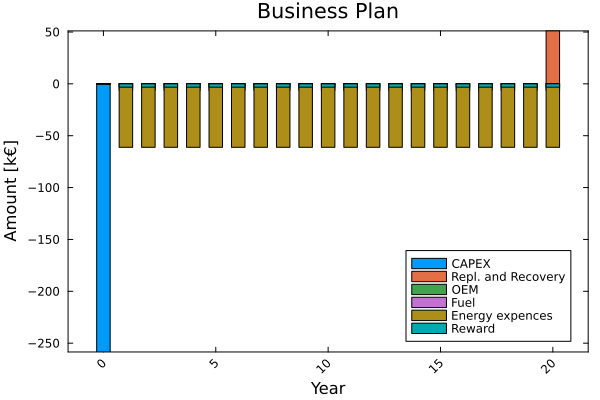 Business Plan
Amount [k€]
50
0
−50
−100
−150
−200
−250
CAPEX
Repl. and Recovery
OEM
Fuel
Energy expences
Reward
0
5
10
15
20
Year